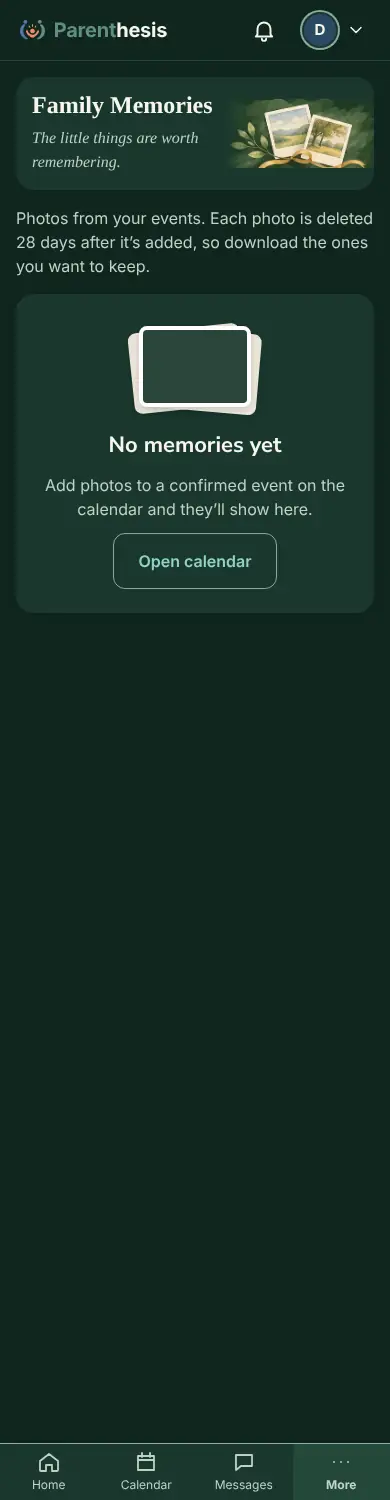 Parenthesis
D
Family Memories
The little things are worth
remembering.
Photos from your events. Each photo is deleted
28 days after it’s added, so download the ones
you want to keep.
No memories yet
Add photos to a confirmed event on the
calendar and they’ll show here.
Open calendar
Home
Calendar
Messages
More